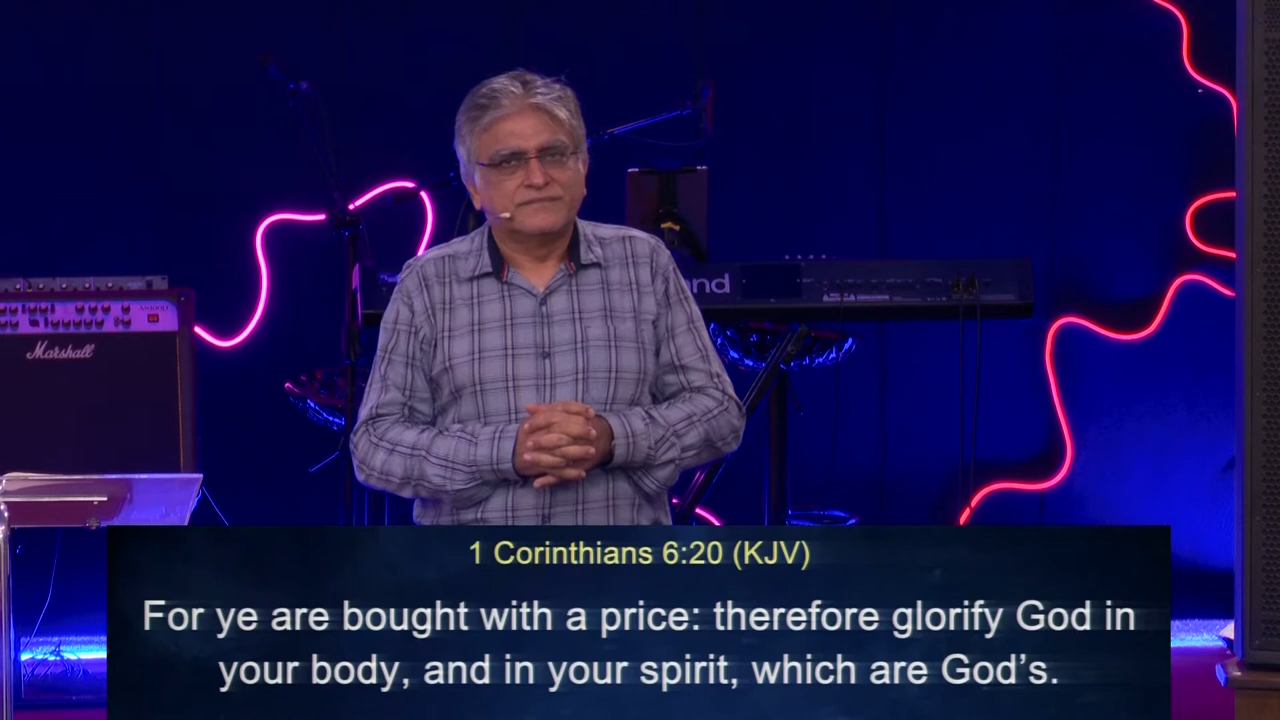 Marshall
nd
1 Corinthians 6:20 (KJV)
For ye are bought with a price: therefore glorify God in
your body, and in your spirit, which are God’s.